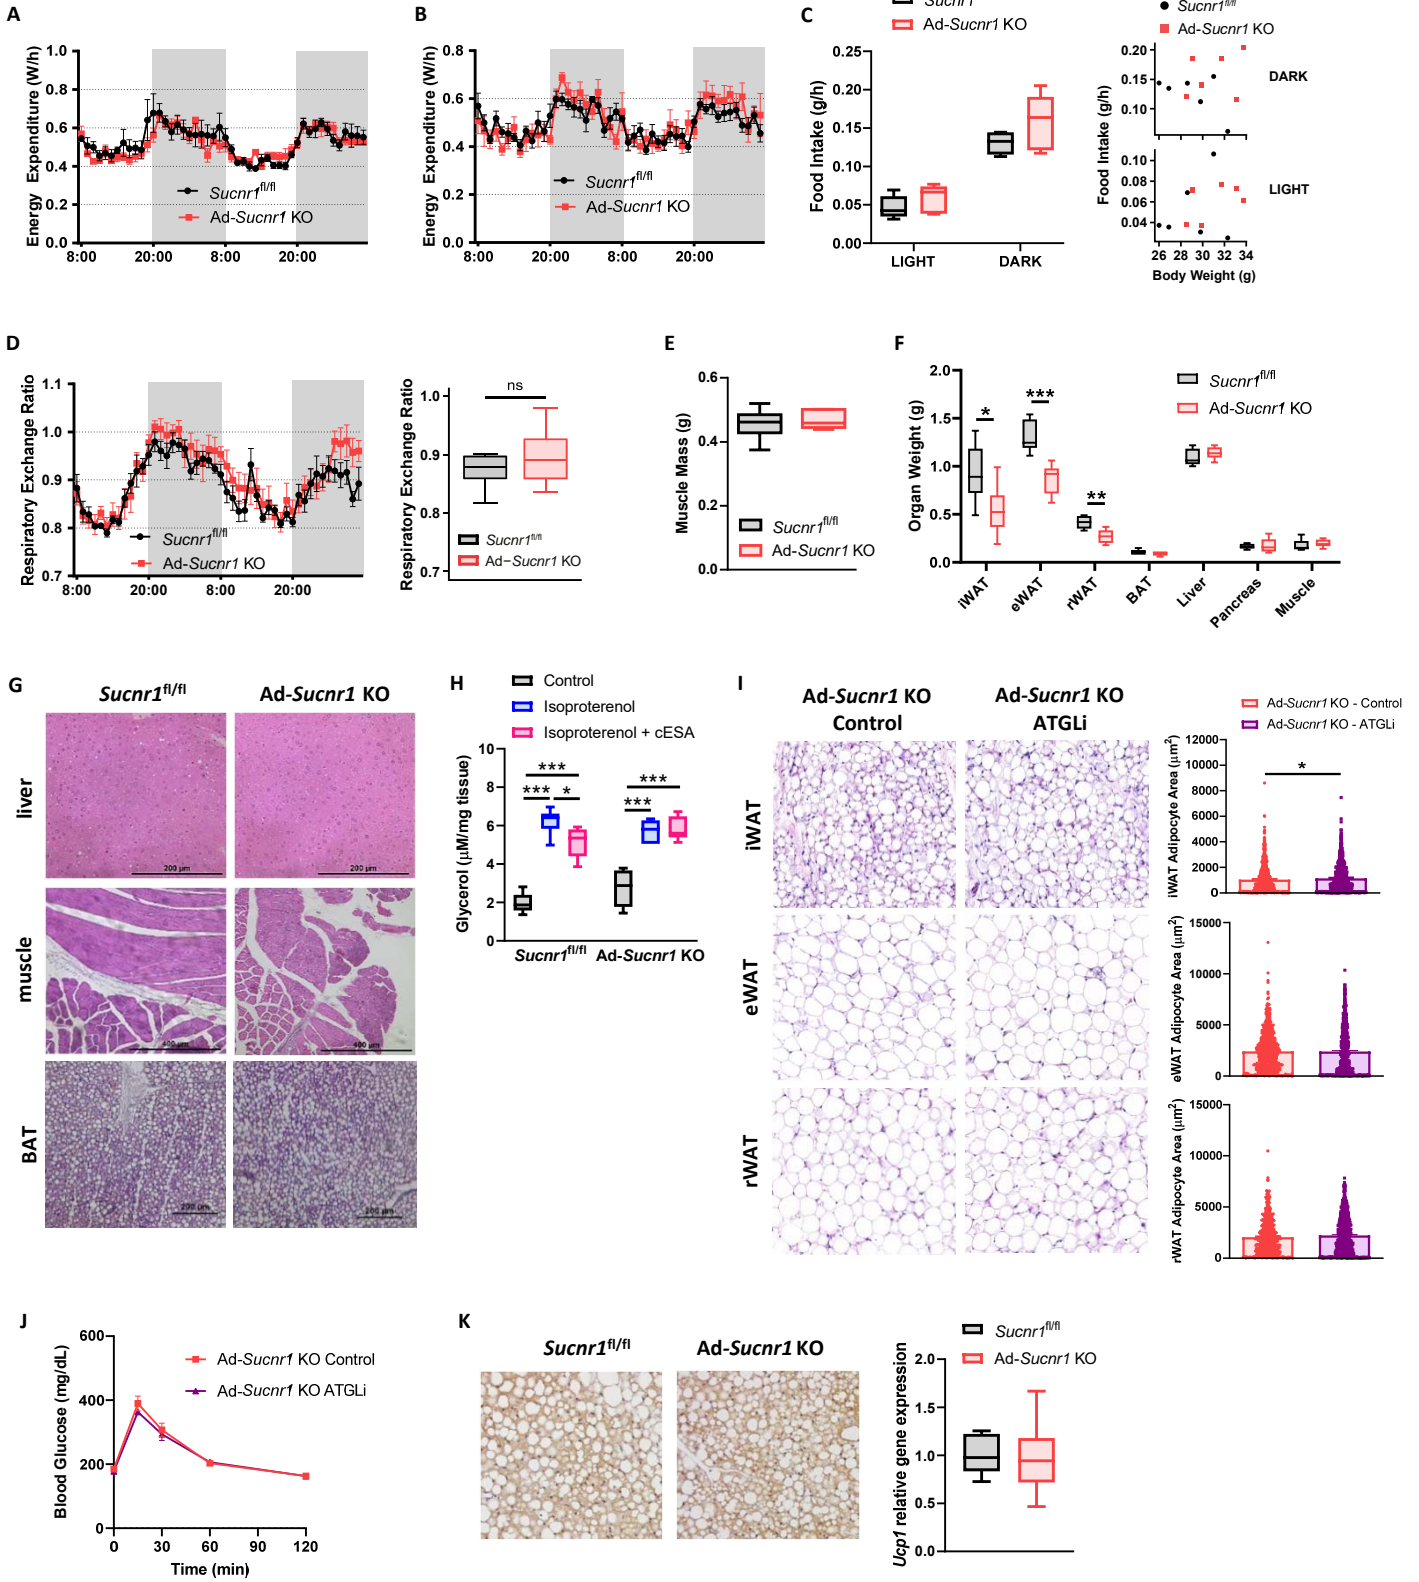 A
Energy Expenditure (W/h)
1.0
0.8
0.6
0.4
0.2
0.0
8:00 20:00 8:00 20:00
Sucnr1fl/fl
Ad-Sucnr1 KO
B
Energy Expenditure (W/h)
0.8
0.6
0.4
0.2
0.0
8:00 20:00 8:00 20:00
Sucnr1fl/fl
Ad-Sucnr1 KO
C
Ad-Sucnr1 KO
Food Intake (g/h)
0.25
0.20
0.15
0.10
0.05
0.00
LIGHT DARK
Sucnr1fl/fl
Ad-Sucnr1 KO
Food Intake (g/h)
0.20
0.15
0.10
DARK
0.10
0.08
0.06
0.04
LIGHT
26 28 30 32 34
Body Weight (g)
D
Respiratory Exchange Ratio
1.1
1.0
0.9
0.8
0.7
8:00 20:00 8:00 20:00
Sucnr1fl/fl
Ad-Sucnr1 KO
Respiratory Exchange Ratio
1.0
0.9
0.8
0.7
ns
Sucnr1fl/fl
Ad−Sucnr1 KO
E
Muscle Mass (g)
0.6
0.4
0.2
0.0
Sucnr1fl/fl
Ad-Sucnr1 KO
F
Organ Weight (g)
2.0
1.5
1.0
0.5
0.0
* *** **
Sucnr1fl/fl
Ad-Sucnr1 KO
iWAT eWAT rWAT BAT Liver Pancreas Muscle
G
Sucnr1fl/fl Ad-Sucnr1 KO
liver
200 µm 200 µm
muscle
400 µm 400 µm
BAT
200 µm 200 µm
H
Control
Isoproterenol
Isoproterenol + cESA
Glycerol (µM/mg tissue)
10
8
6
4
2
0
*** *** * *** ***
Sucnr1fl/fl Ad-Sucnr1 KO
I
Ad-Sucnr1 KO Control
Ad-Sucnr1 KO ATGLi
iWAT
eWAT
rWAT
Ad-Sucnr1 KO - Control
Ad-Sucnr1 KO - ATGLi
iWAT Adipocyte Area (µm2)
12000
10000
8000
6000
4000
2000
0
*
eWAT Adipocyte Area (µm2)
15000
10000
5000
0
rWAT Adipocyte Area (µm2)
15000
10000
5000
0
J
Blood Glucose (mg/dL)
600
400
200
0
0 30 60 90 120
Time (min)
Ad-Sucnr1 KO Control
Ad-Sucnr1 KO ATGLi
K
Sucnr1fl/fl Ad-Sucnr1 KO
Sucnr1fl/fl
Ad-Sucnr1 KO
Ucp1 relative gene expression
2.0
1.5
1.0
0.5
0.0